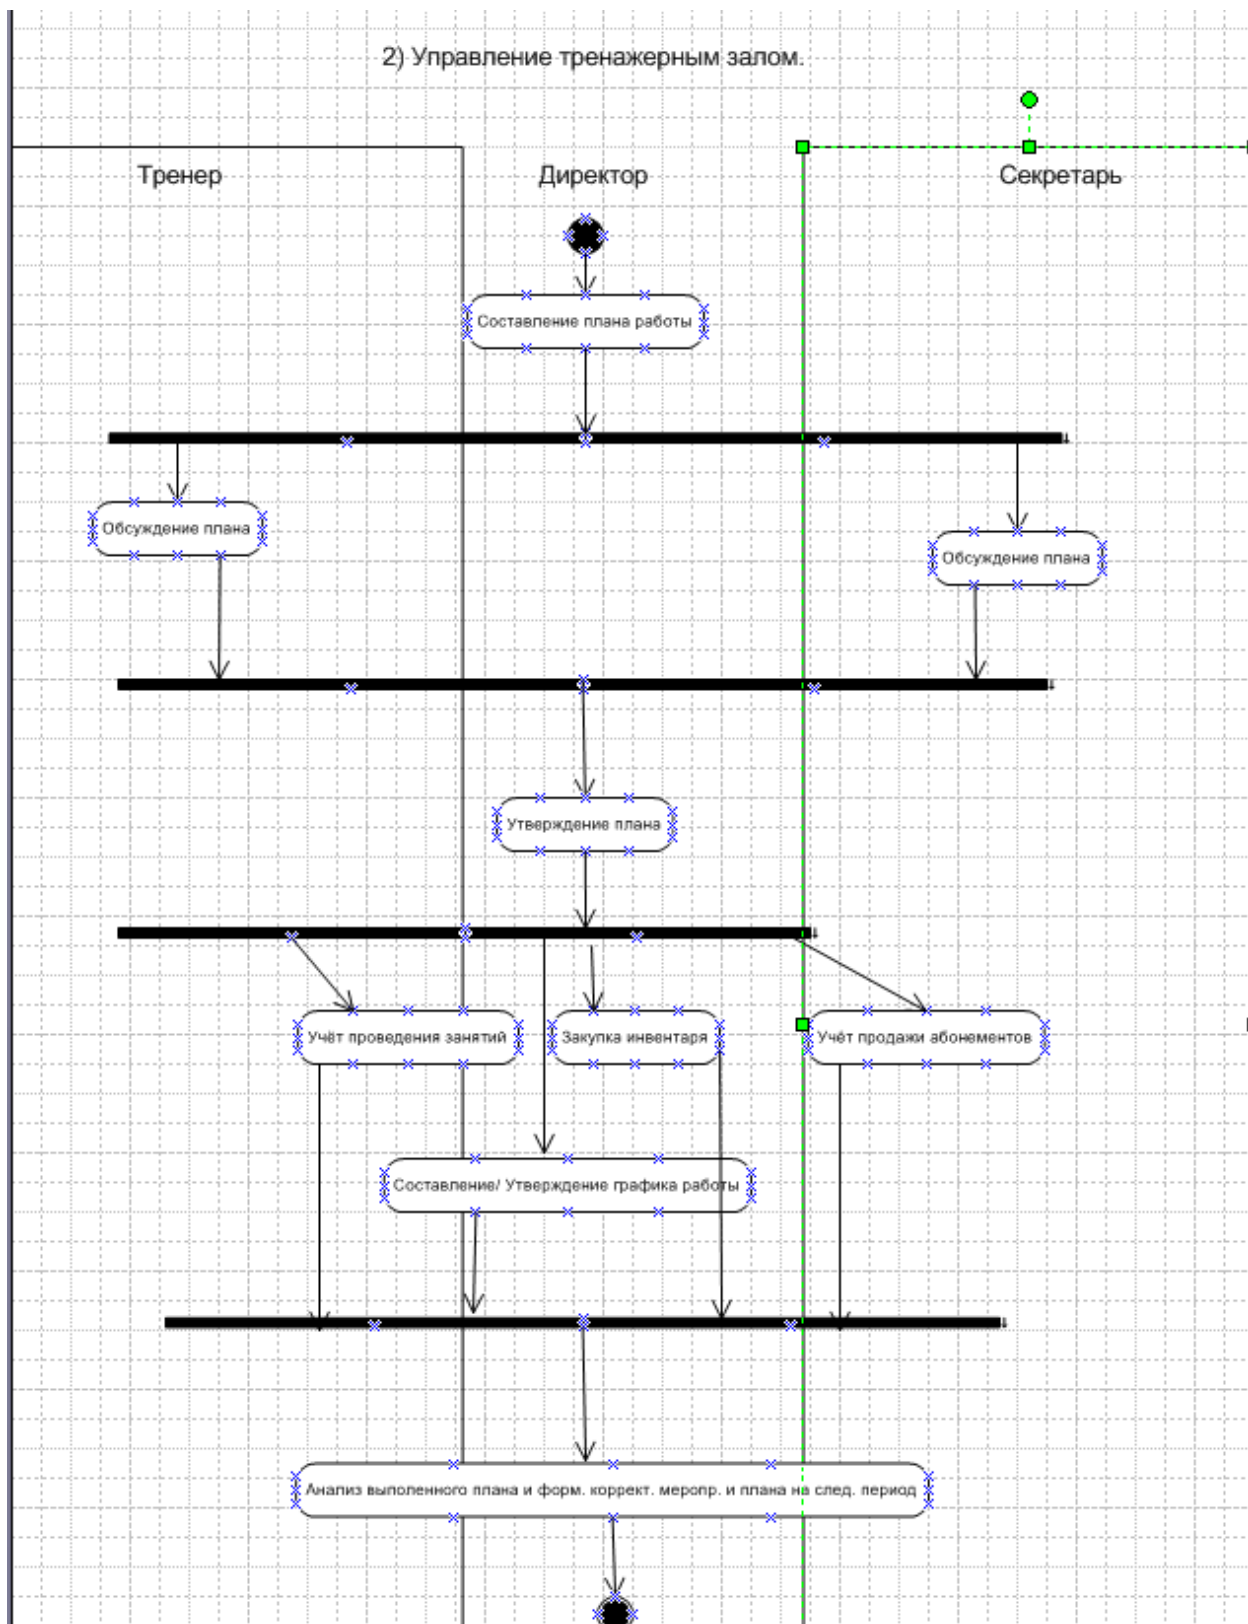 2) Управление тренажерным залом.
Тренер
Директор
Секретарь
Составление плана работы
Обсуждение плана
Обсуждение плана
Утверждение плана
Учёт проведения занятий
Закупка инвентаря
Учёт продажи абонементов
Составление/ Утверждение графика работы
Анализ выполенного плана и форм. коррект. меропр. и плана на след. период